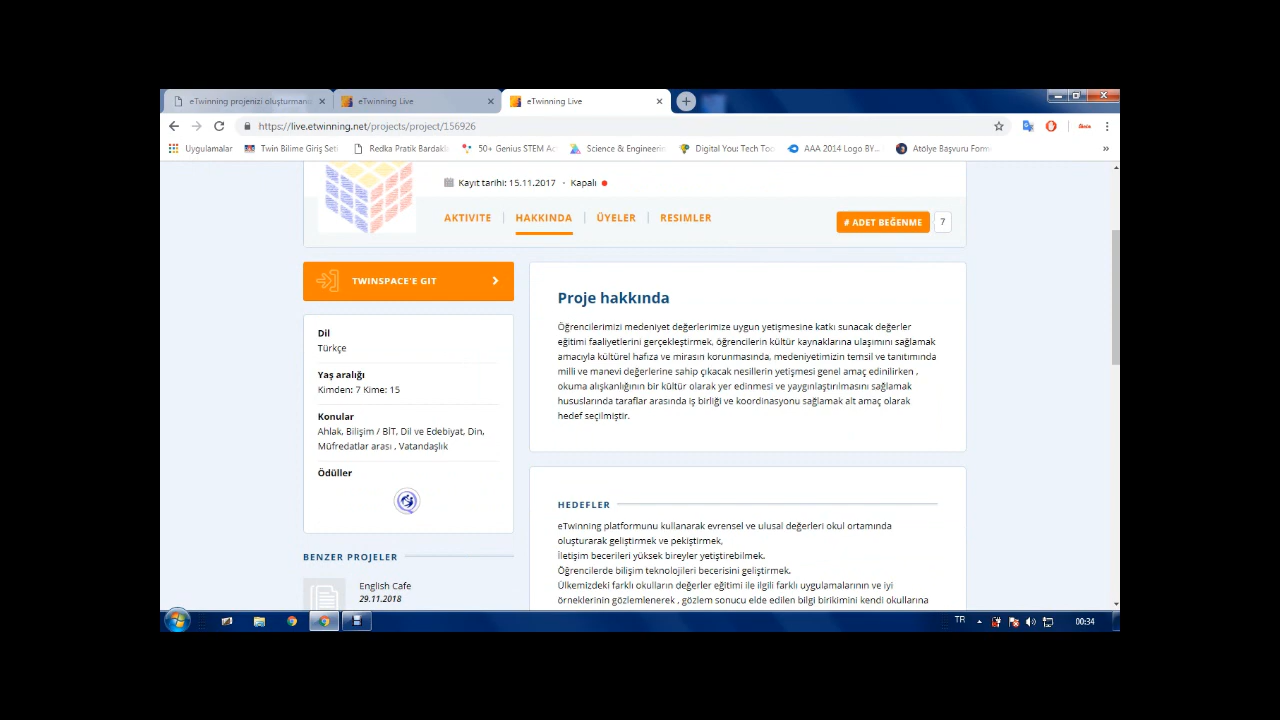 eTwinning projenizi oluşturmanı
eTwinning Live
eTwinning Live
https://live.etwinning.net/projects/project/156926
Uygulamalar
Twin Bilime Giriş Seti
Redka Pratik Bardakla
50+ Genius STEM Ac
Science & Engineerin
Digital You: Tech Too
AAA 2014 Logo BY...
Atölye Başvuru Form
»
Kayıt tarihi: 15.11.2017 · Kapalı
AKTIVITE | HAKKINDA | ÜYELER | RESIMLER
# ADET BEĞENME 7
TWINSPACE'E GIT
Dil
Türkçe
Yaş aralığı
Kimden: 7 Kime: 15
Konular
Ahlak, Bilişim / BİT, Dil ve Edebiyat, Din,
Müfredatlar arası , Vatandaşlık
Ödüller
BENZER PROJELER
English Cafe
29.11.2018
Proje hakkında
Öğrencilerimizi medeniyet değerlerimize uygun yetişmesine katkı sunacak değerler
eğitimi faaliyetlerini gerçekleştirmek, öğrencilerin kültür kaynaklarına ulaşımını sağlamak
amacıyla kültürel hafıza ve mirasın korunmasında, medeniyetimizin temsil ve tanıtımında
milli ve manevi değerlerine sahip çıkacak nesillerin yetişmesi genel amaç edinilirken ,
okuma alışkanlığının bir kültür olarak yer edinmesi ve yaygınlaştırılmasını sağlamak
hususlarında taraflar arasında iş birliği ve koordinasyonu sağlamak alt amaç olarak
hedef seçilmiştir.
HEDEFLER
eTwinning platformunu kullanarak evrensel ve ulusal değerleri okul ortamında
oluşturarak geliştirmek ve pekiştirmek,
İletişim becerileri yüksek bireyler yetiştirebilmek.
Öğrencilerde bilişim teknolojileri becerisini geliştirmek.
Ülkemizdeki farklı okulların değerler eğitimi ile ilgili farklı uygulamalarının ve iyi
örneklerinin gözlemlenerek , gözlem sonucu elde edilen bilgi birikimini kendi okullarına
TR
00:34